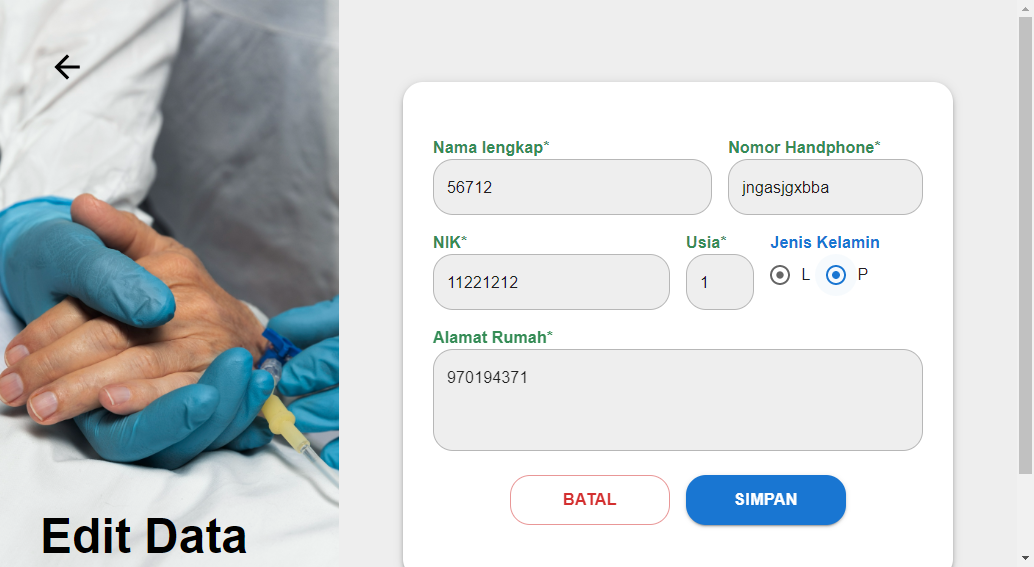 Nama lengkap*
Nomor Handphone*
56712
jngasjgxbba
NIK*
Usia*
Jenis Kelamin
11221212
1
L
P
Alamat Rumah*
970194371
BATAL
SIMPAN
Edit Data